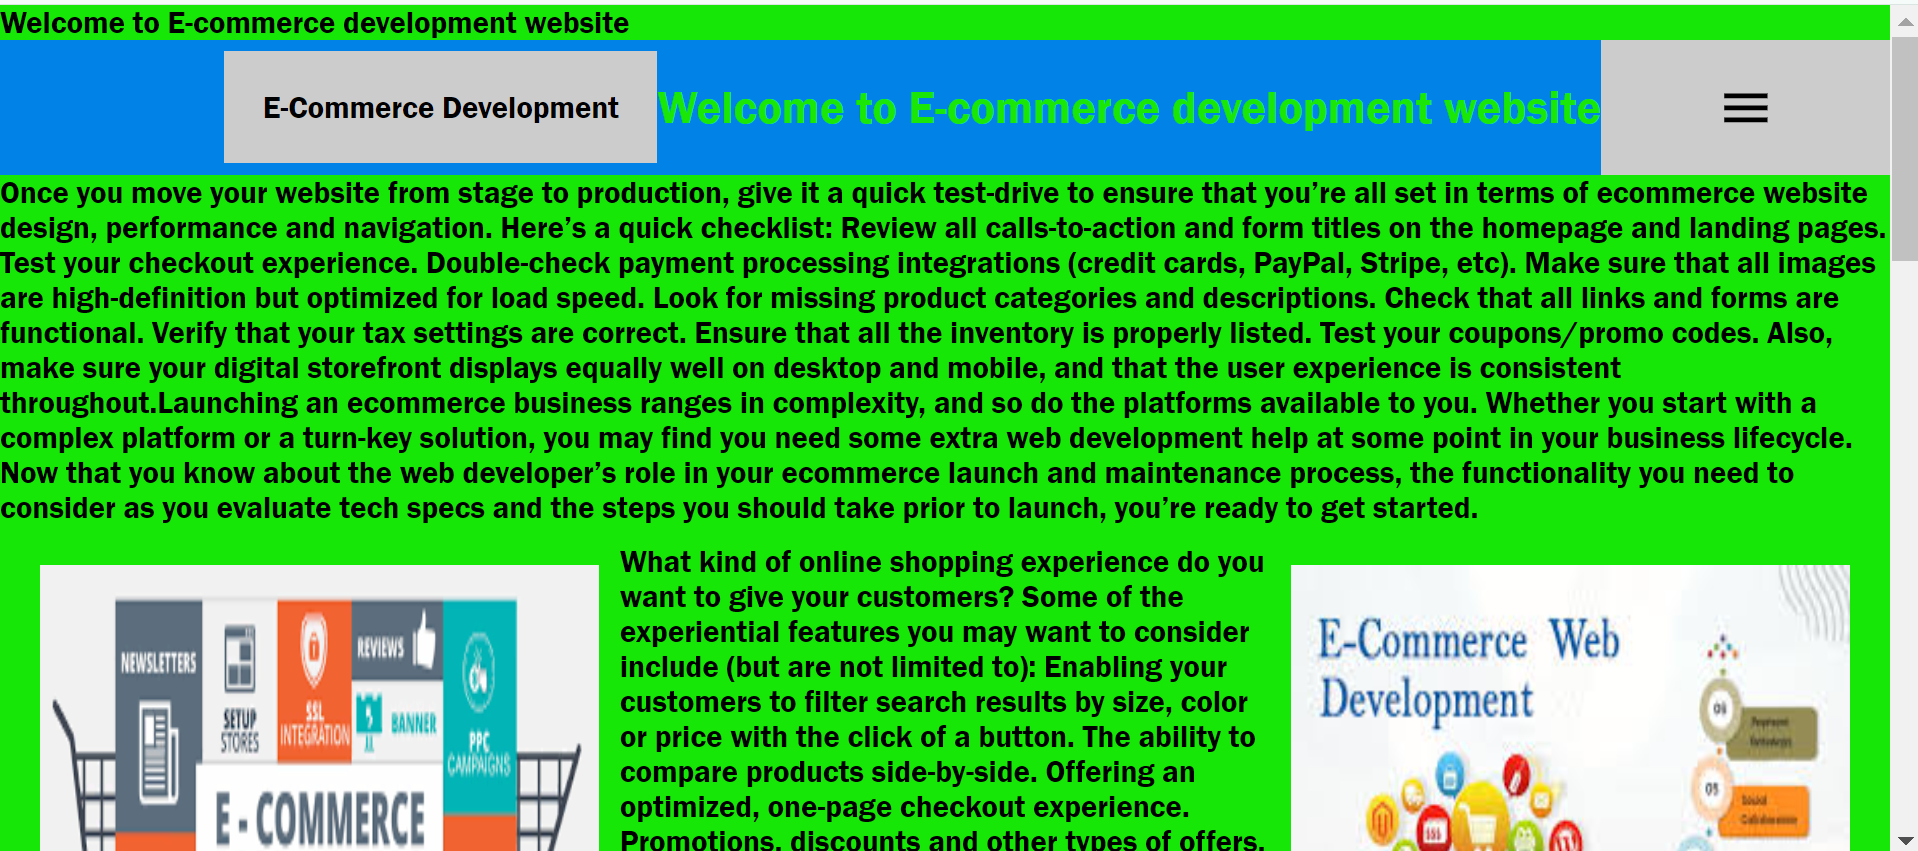 Welcome to E-commerce development website
E-Commerce Development
Welcome to E-commerce development website
Once you move your website from stage to production, give it a quick test-drive to ensure that you’re all set in terms of ecommerce website
design, performance and navigation. Here’s a quick checklist: Review all calls-to-action and form titles on the homepage and landing pages.
Test your checkout experience. Double-check payment processing integrations (credit cards, PayPal, Stripe, etc). Make sure that all images
are high-definition but optimized for load speed. Look for missing product categories and descriptions. Check that all links and forms are
functional. Verify that your tax settings are correct. Ensure that all the inventory is properly listed. Test your coupons/promo codes. Also,
make sure your digital storefront displays equally well on desktop and mobile, and that the user experience is consistent
throughout.Launching an ecommerce business ranges in complexity, and so do the platforms available to you. Whether you start with a
complex platform or a turn-key solution, you may find you need some extra web development help at some point in your business lifecycle.
Now that you know about the web developer’s role in your ecommerce launch and maintenance process, the functionality you need to
consider as you evaluate tech specs and the steps you should take prior to launch, you’re ready to get started.
NEWSLETTERS
SETUP
STORES
SSL
INTEGRATION
REVIEWS
BANNER
PPC
CAMPAIGNS
E - COMMERCE
What kind of online shopping experience do you
want to give your customers? Some of the
experiential features you may want to consider
include (but are not limited to): Enabling your
customers to filter search results by size, color
or price with the click of a button. The ability to
compare products side-by-side. Offering an
optimized, one-page checkout experience.
Promotions, discounts and other types of offers.
E-Commerce Web
Development
06
05
$$$